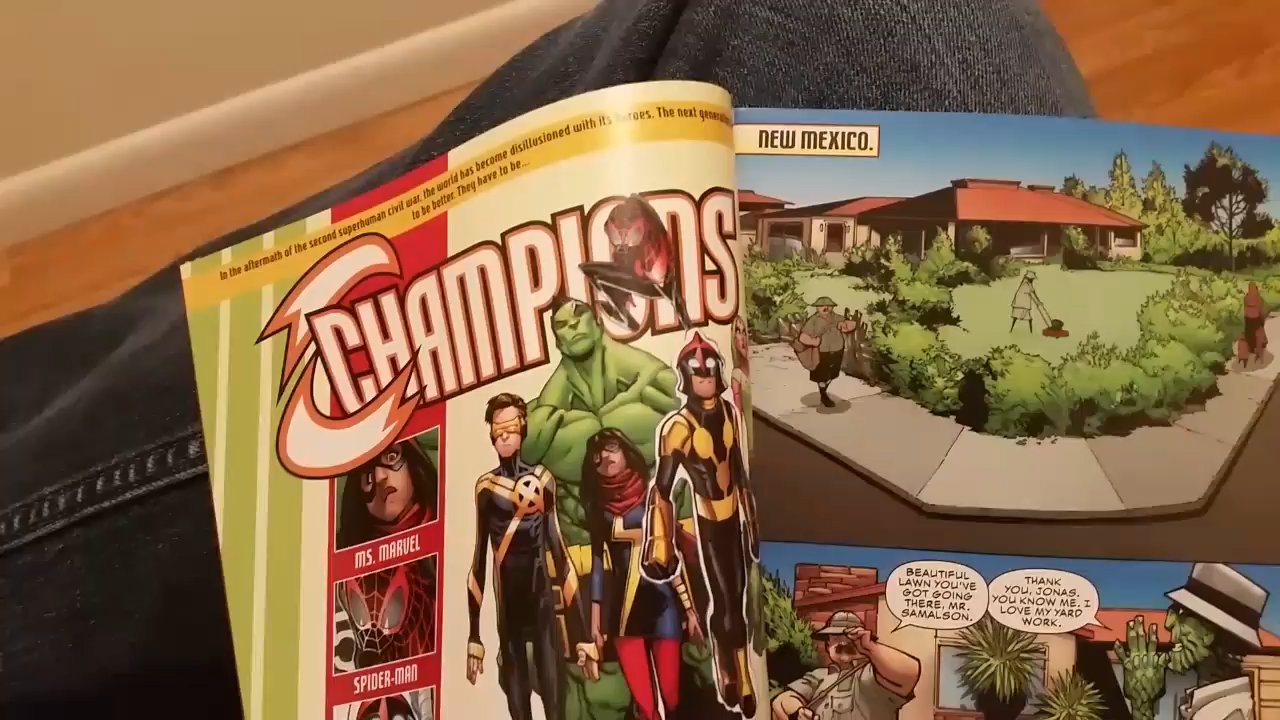 In the aftermath of the second superhuman civil war, the world has become disillusioned with its heroes. The next
to be better. They have to be...
CHAMPIONS
MS. MARVEL
SPIDER-MAN
NEW MEXICO.
BEAUTIFUL
LAWN YOU'VE
GOT GOING
THERE, MR.
SAMALSON.
THANK
YOU, JONAS.
YOU KNOW ME. I
LOVE MY YARD
WORK.